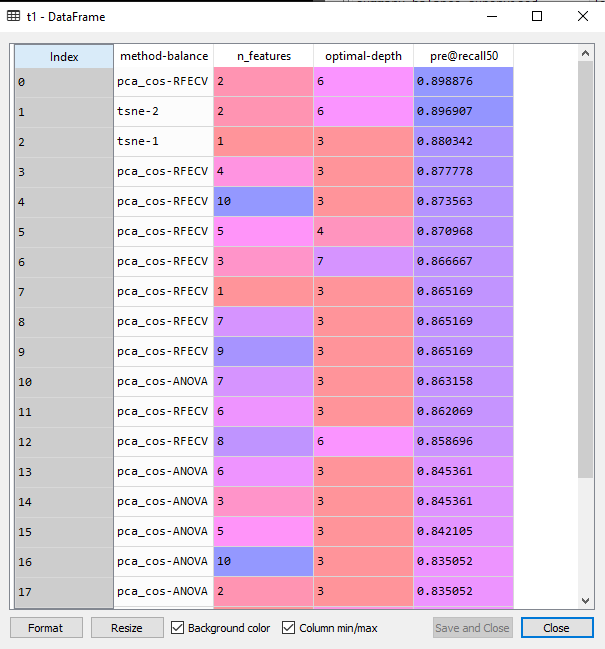 t1 - DataFrame
Index method-balance n_features optimal-depth pre@recall50
0 pca_cos-RFECV 2 6 0.898876
1 tsne-2 2 6 0.896907
2 tsne-1 1 3 0.880342
3 pca_cos-RFECV 4 3 0.877778
4 pca_cos-RFECV 10 3 0.873563
5 pca_cos-RFECV 5 4 0.870968
6 pca_cos-RFECV 3 7 0.866667
7 pca_cos-RFECV 1 3 0.865169
8 pca_cos-RFECV 7 3 0.865169
9 pca_cos-RFECV 9 3 0.865169
10 pca_cos-ANOVA 7 3 0.863158
11 pca_cos-RFECV 6 3 0.862069
12 pca_cos-RFECV 8 6 0.858696
13 pca_cos-ANOVA 6 3 0.845361
14 pca_cos-ANOVA 3 3 0.845361
15 pca_cos-ANOVA 5 3 0.842105
16 pca_cos-ANOVA 10 3 0.835052
17 pca_cos-ANOVA 2 3 0.835052
Format Resize Background color Column min/max Save and Close Close